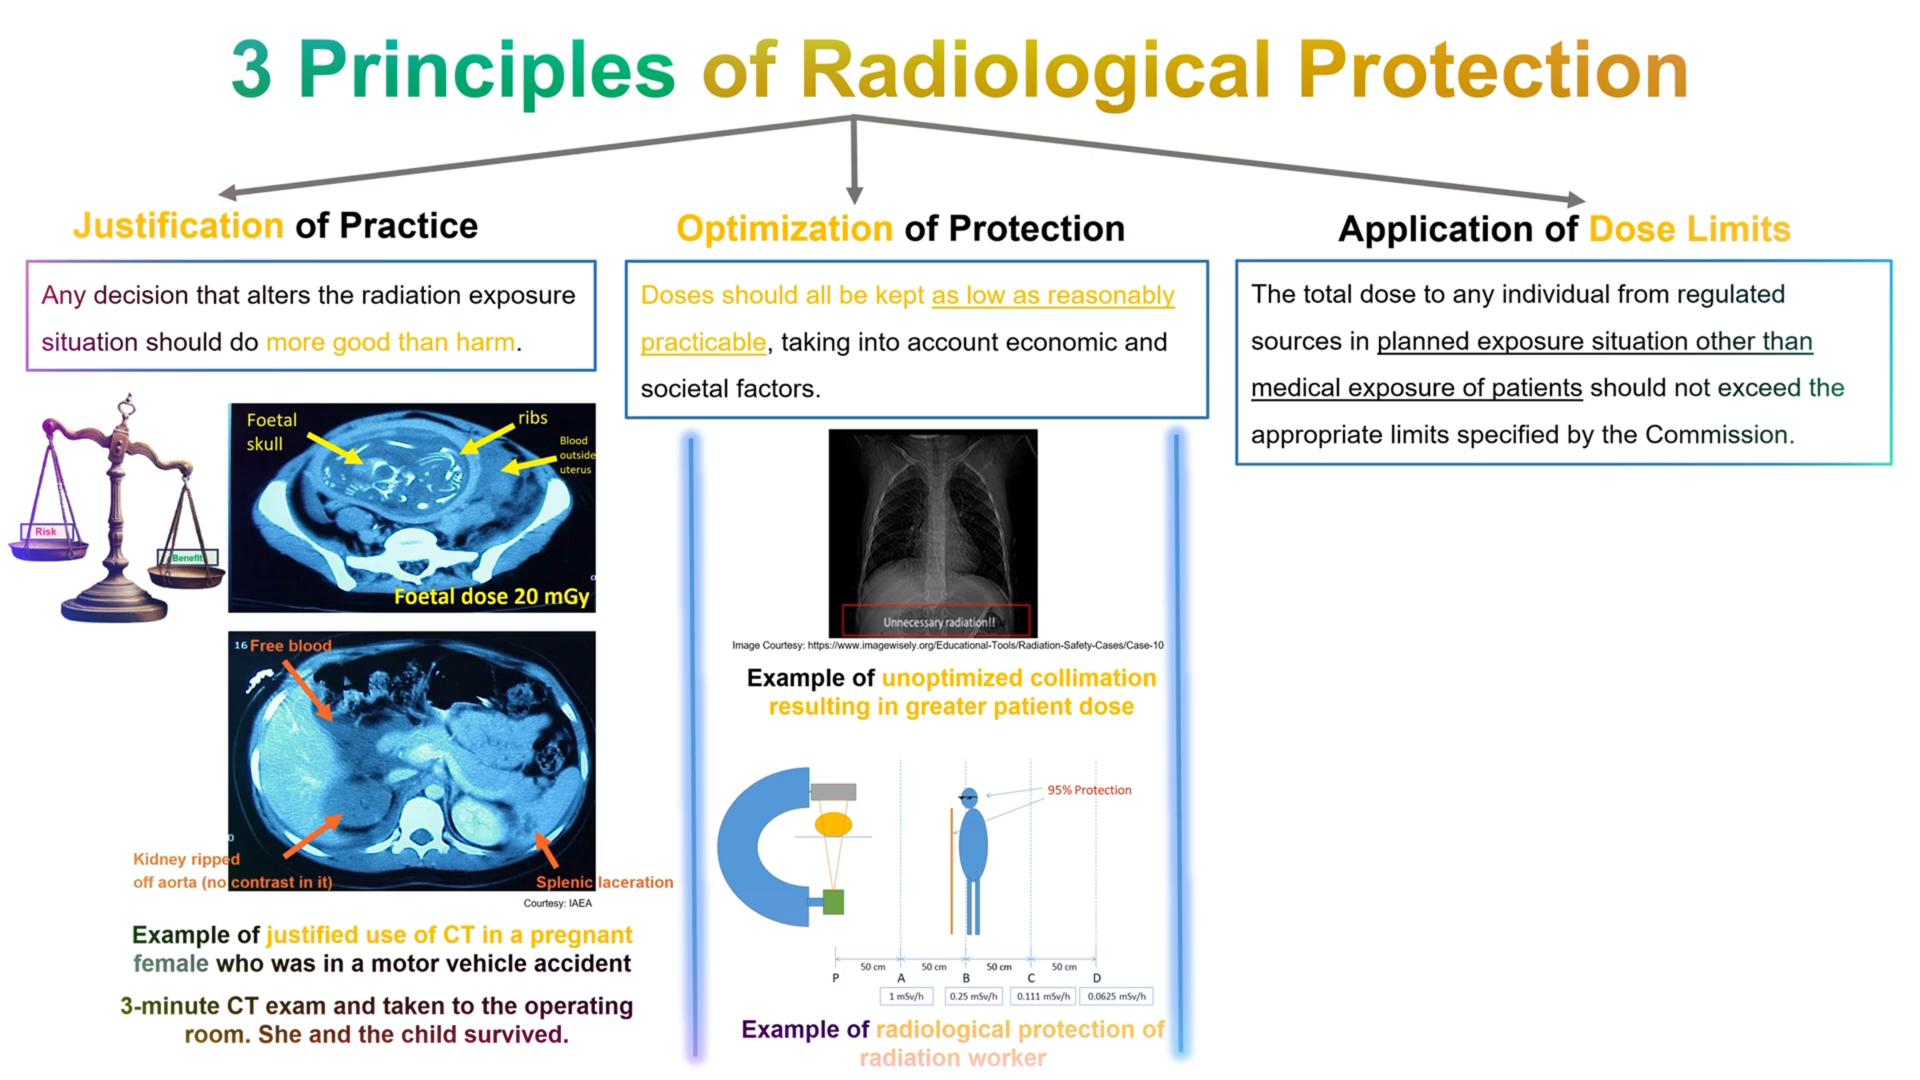 3 Principles of Radiological Protection
Justification of Practice
Any decision that alters the radiation exposure
situation should do more good than harm.
Risk
Benefit
Foetal
skull
ribs
Blood
outside
uterus
Foetal dose 20 mGy
16
Free blood
Kidney ripped
off aorta (no contrast in it)
Splenic laceration
Courtesy: IAEA
Example of justified use of CT in a pregnant
female who was in a motor vehicle accident
3-minute CT exam and taken to the operating
room. She and the child survived.
Optimization of Protection
Doses should all be kept as low as reasonably
practicable, taking into account economic and
societal factors.
Unnecessary radiation!!
Image Courtesy: https://www.imagewisely.org/Educational-Tools/Radiation-Safety-Cases/Case-10
Example of unoptimized collimation
resulting in greater patient dose
95% Protection
50 cm 50 cm 50 cm 50 cm
P A B C D
1 mSv/h 0.25 mSv/h 0.111 mSv/h 0.0625 mSv/h
Example of radiological protection of
radiation worker
Application of Dose Limits
The total dose to any individual from regulated
sources in planned exposure situation other than
medical exposure of patients should not exceed the
appropriate limits specified by the Commission.